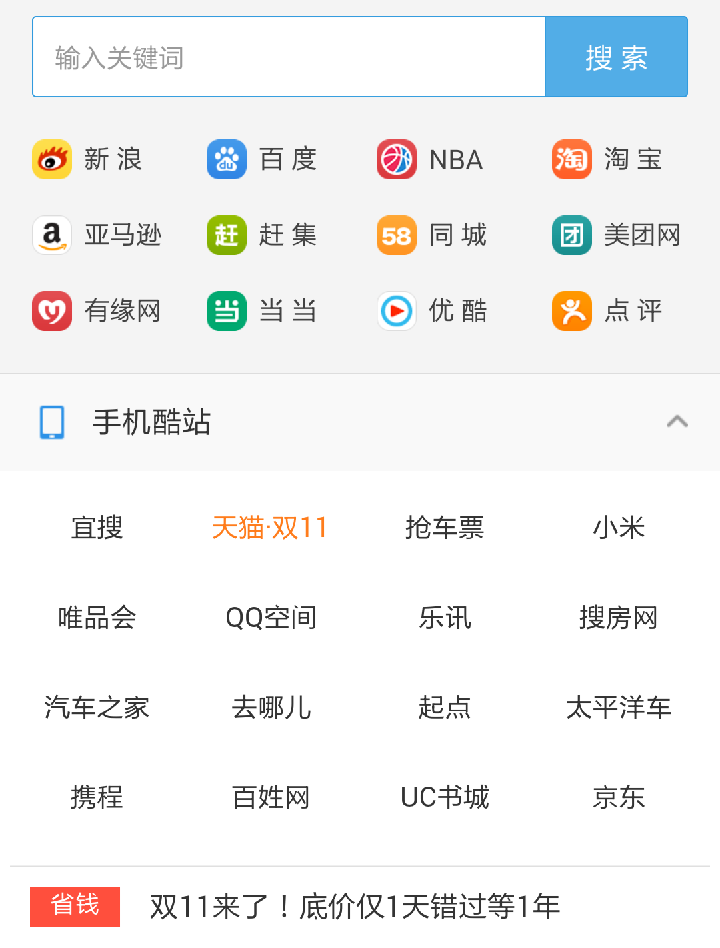 输入关键词 搜 索
新 浪 百 度 NBA 淘 淘 宝
a 亚马逊 赶 赶 集 58 同 城 团 美团网
有缘网 当 当 当 优 酷 点 评
手机酷站
宜搜 天猫·双11 抢车票 小米
唯品会 QQ空间 乐讯 搜房网
汽车之家 去哪儿 起点 太平洋车
携程 百姓网 UC书城 京东
省钱 双11来了！底价仅1天错过等1年